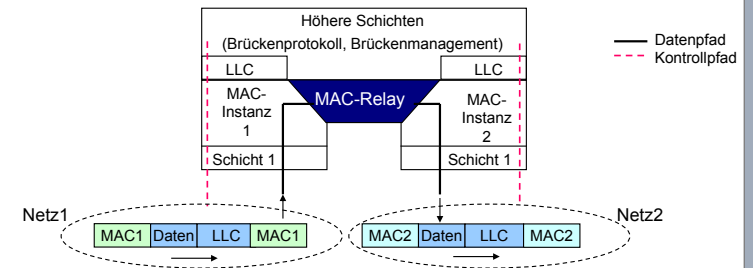 Höhere Schichten
(Brückenprotokoll, Brückenmanagement)
Datenpfad
Kontrollpfad
LLC
LLC
MAC-
Instanz
1
MAC-Relay
MAC-
Instanz
2
Schicht 1
Schicht 1
Netz1
Netz2
MAC1 Daten LLC MAC1
MAC2 Daten LLC MAC2